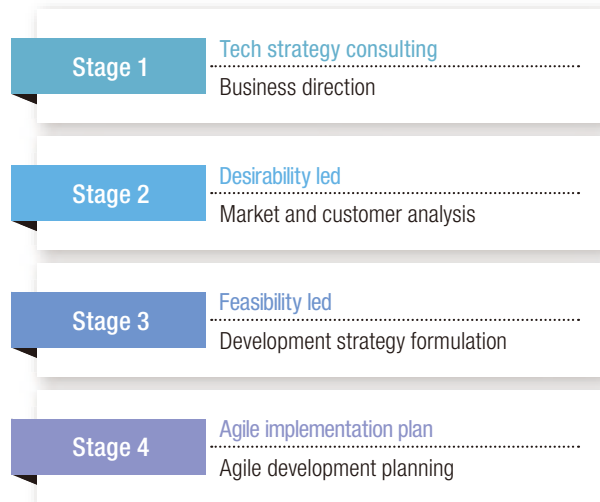 Stage 1
Tech strategy consulting
Business direction
Stage 2
Desirability led
Market and customer analysis
Stage 3
Feasibility led
Development strategy formulation
Stage 4
Agile implementation plan
Agile development planning